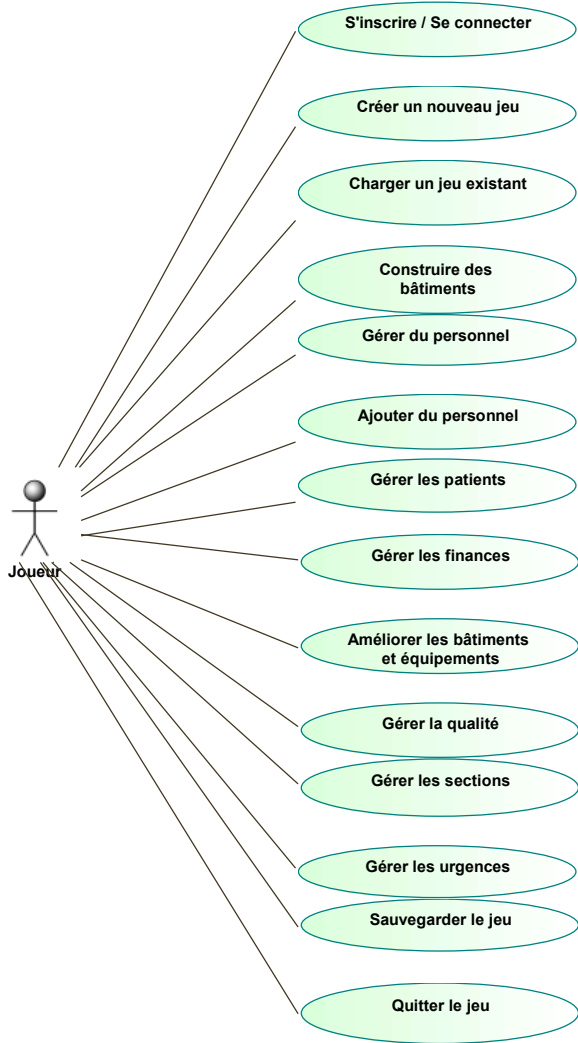 S'inscrire / Se connecter
Créer un nouveau jeu
Charger un jeu existant
Construire des
bâtiments
Gérer du personnel
Ajouter du personnel
Gérer les patients
Joueur
Gérer les finances
Améliorer les bâtiments
et équipements
Gérer la qualité
Gérer les sections
Gérer les urgences
Sauvegarder le jeu
Quitter le jeu